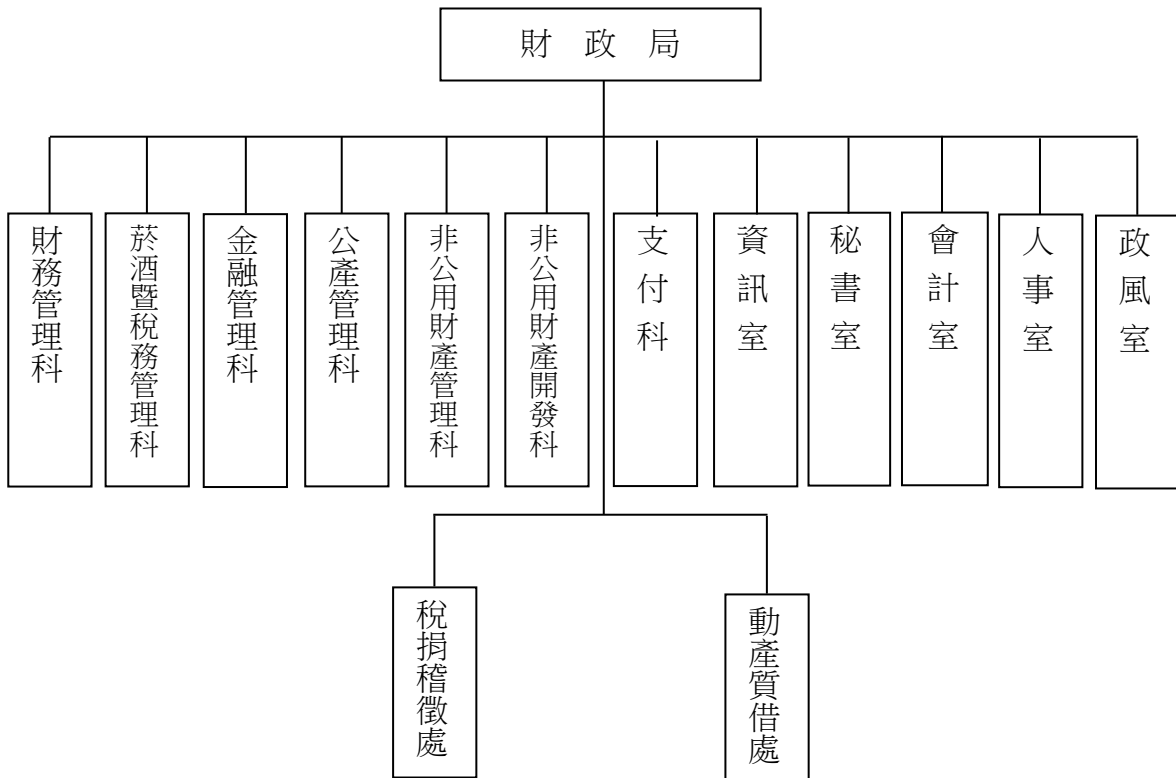 財政局
財務管理科
菸酒暨稅務管理科
金融管理科
公產管理科
非公用財產管理科
非公用財產開發科
支付科
資訊室
秘書室
會計室
人事室
政風室
稅捐稽徵處
動產質借處